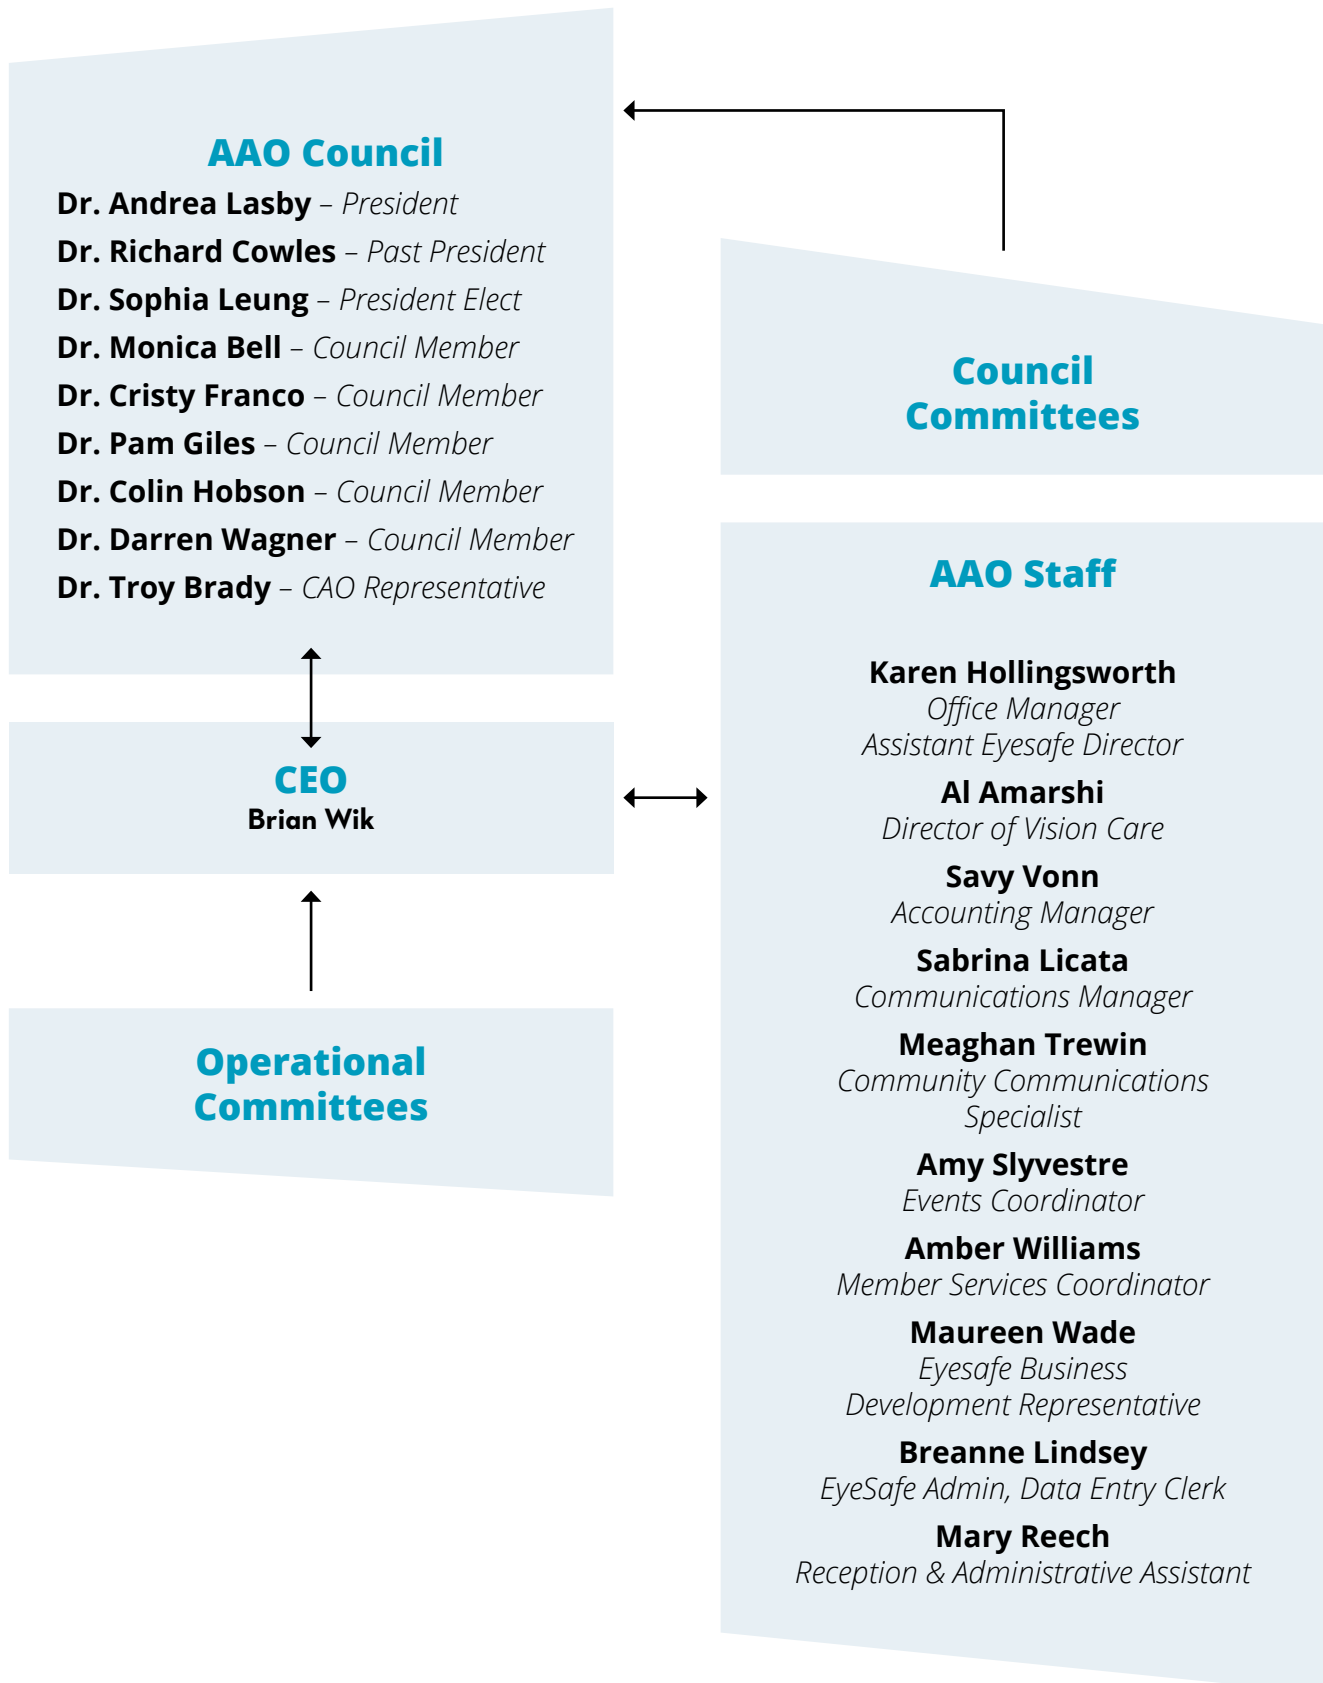 AAO Council
Dr. Andrea Lasby – President
Dr. Richard Cowles – Past President
Dr. Sophia Leung – President Elect
Dr. Monica Bell – Council Member
Dr. Cristy Franco – Council Member
Dr. Pam Giles – Council Member
Dr. Colin Hobson – Council Member
Dr. Darren Wagner – Council Member
Dr. Troy Brady – CAO Representative
CEO
Brian Wik
Operational
Committees
Council
Committees
AAO Staff
Karen Hollingsworth
Office Manager
Assistant Eyesafe Director
Al Amarshi
Director of Vision Care
Savy Vonn
Accounting Manager
Sabrina Licata
Communications Manager
Meaghan Trewin
Community Communications
Specialist
Amy Slyvestre
Events Coordinator
Amber Williams
Member Services Coordinator
Maureen Wade
Eyesafe Business
Development Representative
Breanne Lindsey
EyeSafe Admin, Data Entry Clerk
Mary Reech
Reception & Administrative Assistant